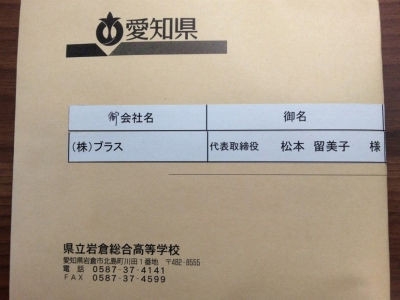 愛知県
御会社名 御名
(株)プラス 代表取締役 松本 留美子 様
県立岩倉総合高等学校
愛知県岩倉市北島町川田1番地 〒482-8555
電話 0587-37-4141
FAX 0587-37-4599